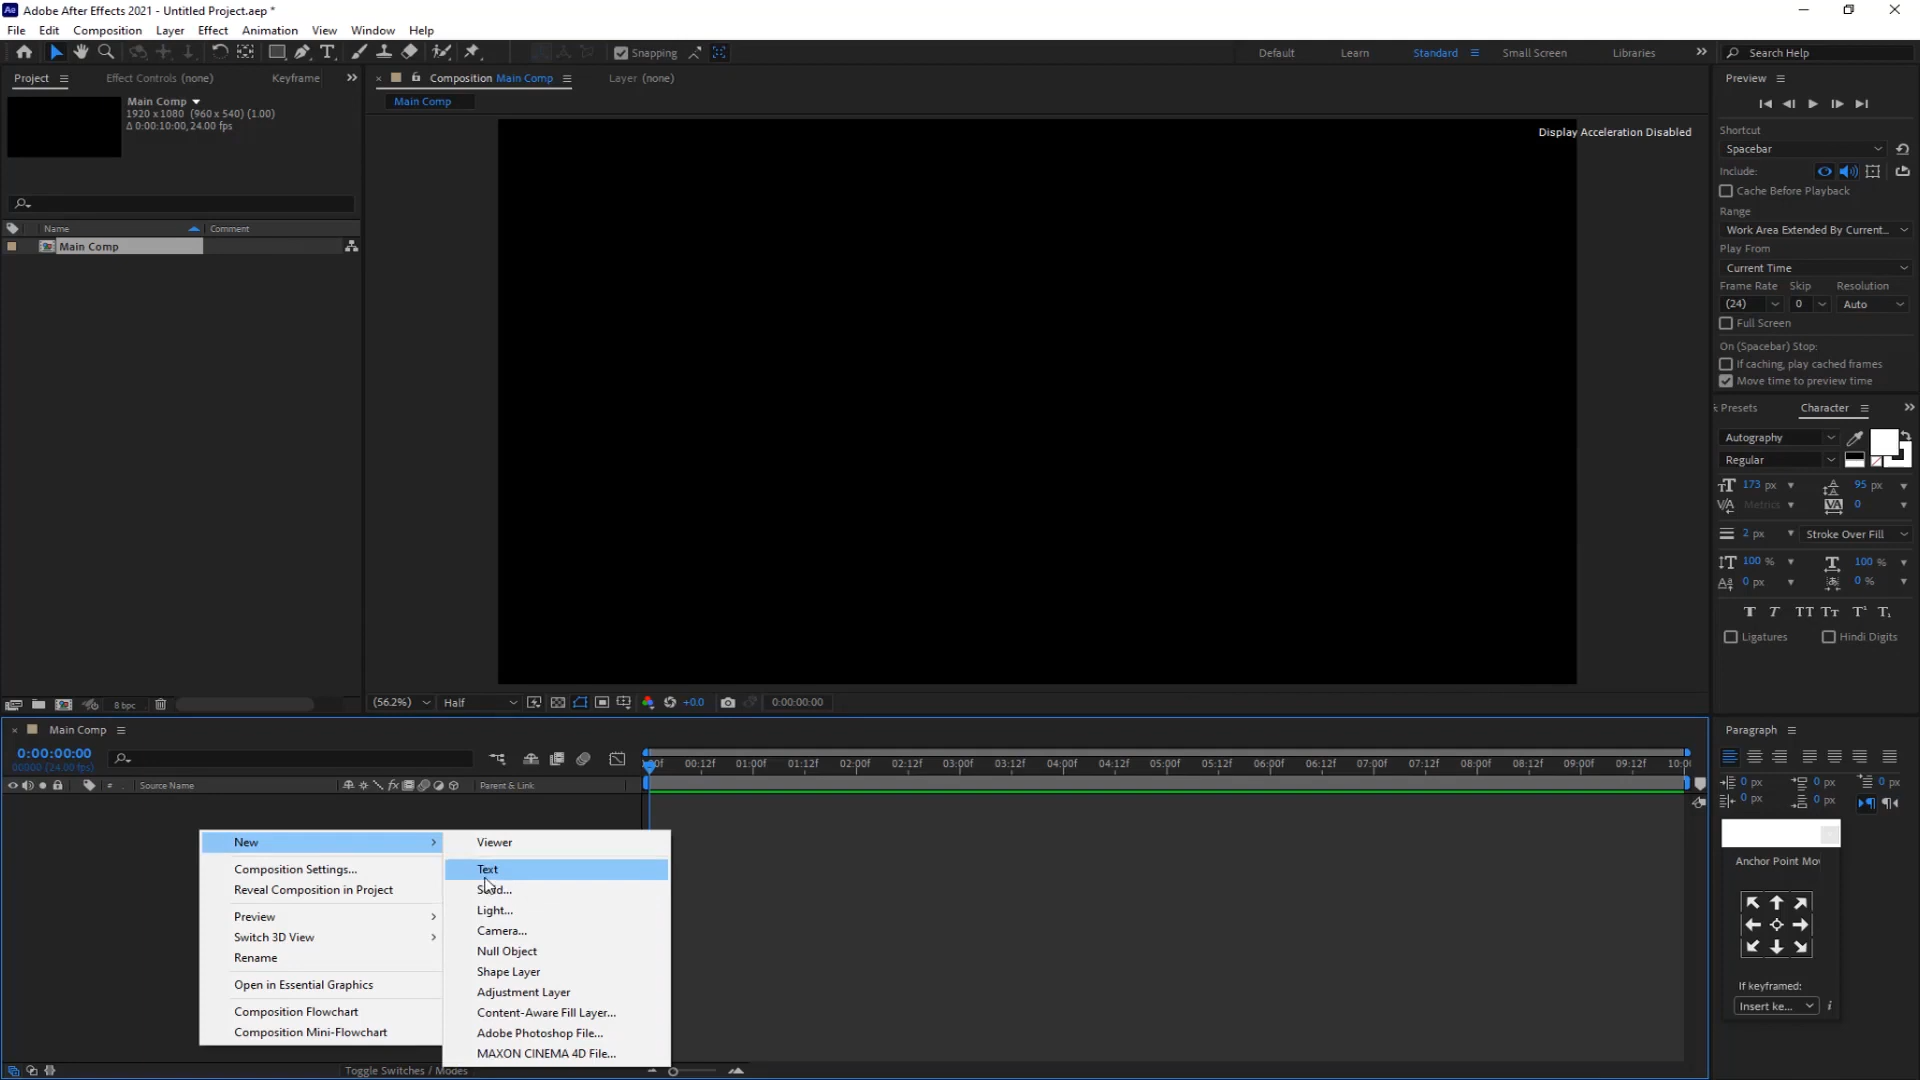 Adobe After Effects 2021 - Untitled Project.aep *
File Edit Composition Layer Effect Animation View Window Help
Snapping
Default Learn Standard Small Screen Libraries
Search Help
Project Effect Controls (none) Keyframe
Composition Main Comp Layer (none)
Main Comp
Main Comp
1920 x 1080 (960 x 540) (1.00)
Δ 0:00:10:00, 24.00 fps
Name Comment
Main Comp
8 bpc
Display Acceleration Disabled
(56.2%) Half +0.0 0:00:00:00
Preview
Shortcut
Spacebar
Include:
Cache Before Playback
Range
Work Area Extended By Current...
Play From
Current Time
Frame Rate Skip Resolution
(24) 0 Auto
Full Screen
On (Spacebar) Stop:
If caching, play cached frames
Move time to preview time
Presets Character
Autography
Regular
173 px 95 px
Metrics 0
2 px Stroke Over Fill
100 % 100 %
0 px 0 %
Ligatures Hindi Digits
Main Comp
0:00:00:00
00000 (24.00 fps)
Source Name Parent & Link
00:12f 01:00f 01:12f 02:00f 02:12f 03:00f 03:12f 04:00f 04:12f 05:00f 05:12f 06:00f 06:12f 07:00f 07:12f 08:00f 08:12f 09:00f 09:12f 10:0
New
Composition Settings...
Reveal Composition in Project
Preview
Switch 3D View
Rename
Open in Essential Graphics
Composition Flowchart
Composition Mini-Flowchart
Viewer
Text
Light...
Camera...
Null Object
Shape Layer
Adjustment Layer
Content-Aware Fill Layer...
Adobe Photoshop File...
MAXON CINEMA 4D File...
Toggle Switches / Modes
Paragraph
0 px 0 px 0 px
0 px 0 px
Anchor Point Mo
If keyframed:
Insert ke...